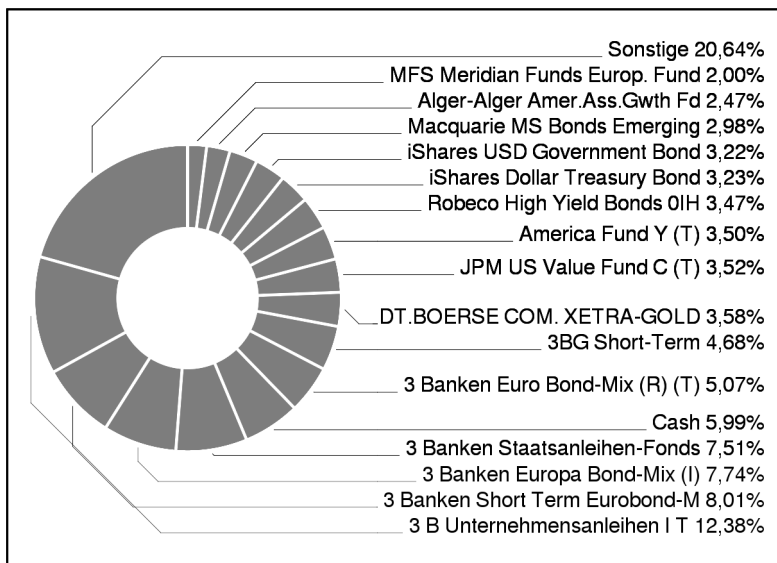 Sonstige 20,64%
MFS Meridian Funds Europ. Fund 2,00%
Alger-Alger Amer.Ass.Gwth Fd 2,47%
Macquarie MS Bonds Emerging 2,98%
iShares USD Government Bond 3,22%
iShares Dollar Treasury Bond 3,23%
Robeco High Yield Bonds 0IH 3,47%
America Fund Y (T) 3,50%
JPM US Value Fund C (T) 3,52%
DT.BOERSE COM. XETRA-GOLD 3,58%
3BG Short-Term 4,68%
3 Banken Euro Bond-Mix (R) (T) 5,07%
Cash 5,99%
3 Banken Staatsanleihen-Fonds 7,51%
3 Banken Europa Bond-Mix (I) 7,74%
3 Banken Short Term Eurobond-M 8,01%
3 B Unternehmensanleihen I T 12,38%